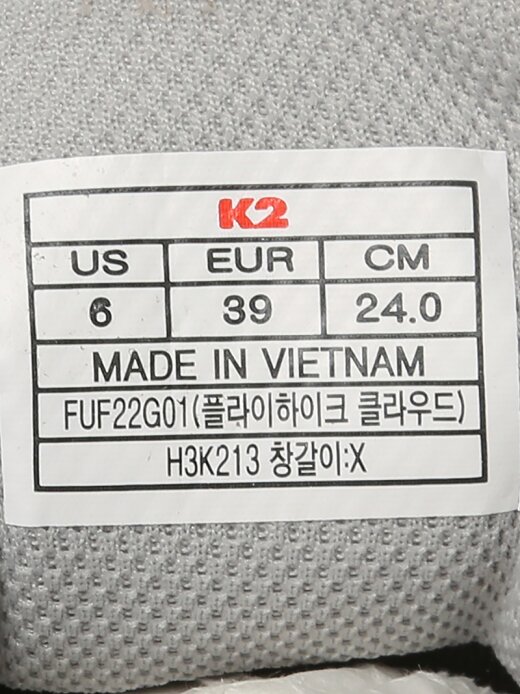 K2
US EUR CM
6 39 24.0
MADE IN VIETNAM
FUF22G01(플라이하이크 클라우드)
H3K213 창갈이:X